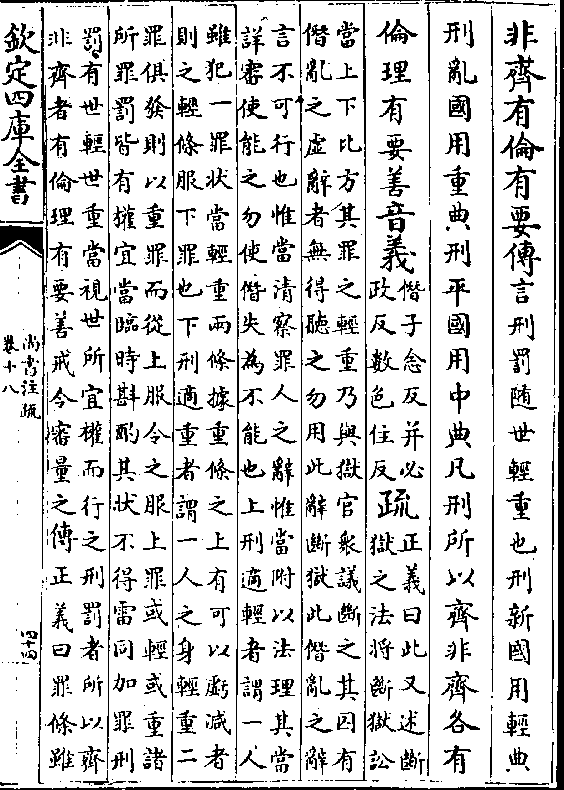 非齊有倫有要傳言刑罰随世輕重也刑新國用輕典
刑亂國用重典刑平國用中典凡刑所以齊非齊各有
倫理有要善音義僭子念反并必
政反數色住反疏正義曰此又述斷
獄之法將斷獄訟
當上下比方其罪之輕重乃與獄官衆議斷之其囚有
僭亂之虛辭者無得聽之勿用此辭斷獄此僭亂之辭
言不可行也惟當清察罪人之辭惟當附以法理其當
詳審使能之勿使僭失為不能也上刑適輕者謂一人
雖犯一罪状當輕重兩條據重條之上有可以虧減者
則之輕條服下罪也下刑適重者謂一人之身輕重二
罪俱發則以重罪而從上服令之服上罪或輕或重諸
所罪罰皆有權宜當臨時斟酌其状不得雷同加罪刑
罰有世輕世重當視世所宜權而行之刑罰者所以齊
非齊者有倫理有要善戒令審量之傳正義曰罪條雖
欽定四庫全書
尚書注疏
卷十八
四十四